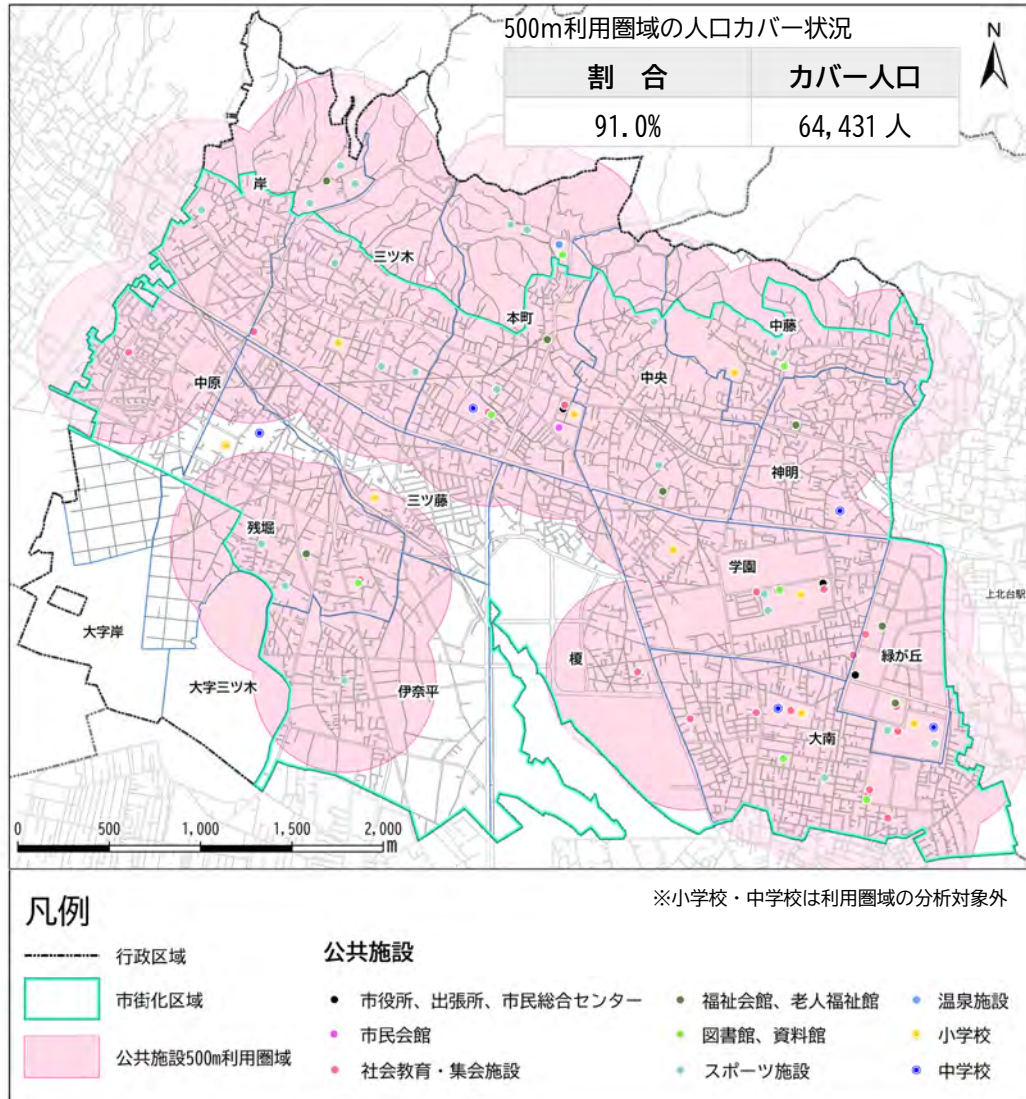 500m利用圏域の人口カバー状況
N
割　合
カバー人口
91.0%
64,431 人
岸
三ツ木
本町
中藤
中央
中原
神明
三ツ藤
残堀
学園
上北台駅
大字岸
緑が丘
榎
大字三ツ木
伊奈平
大南
0 500 1,000 1,500 2,000
m
※小学校・中学校は利用圏域の分析対象外
凡例
行政区域
市街化区域
公共施設500m利用圏域
公共施設
市役所、出張所、市民総合センター
市民会館
社会教育・集会施設
福祉会館、老人福祉館
図書館、資料館
スポーツ施設
温泉施設
小学校
中学校